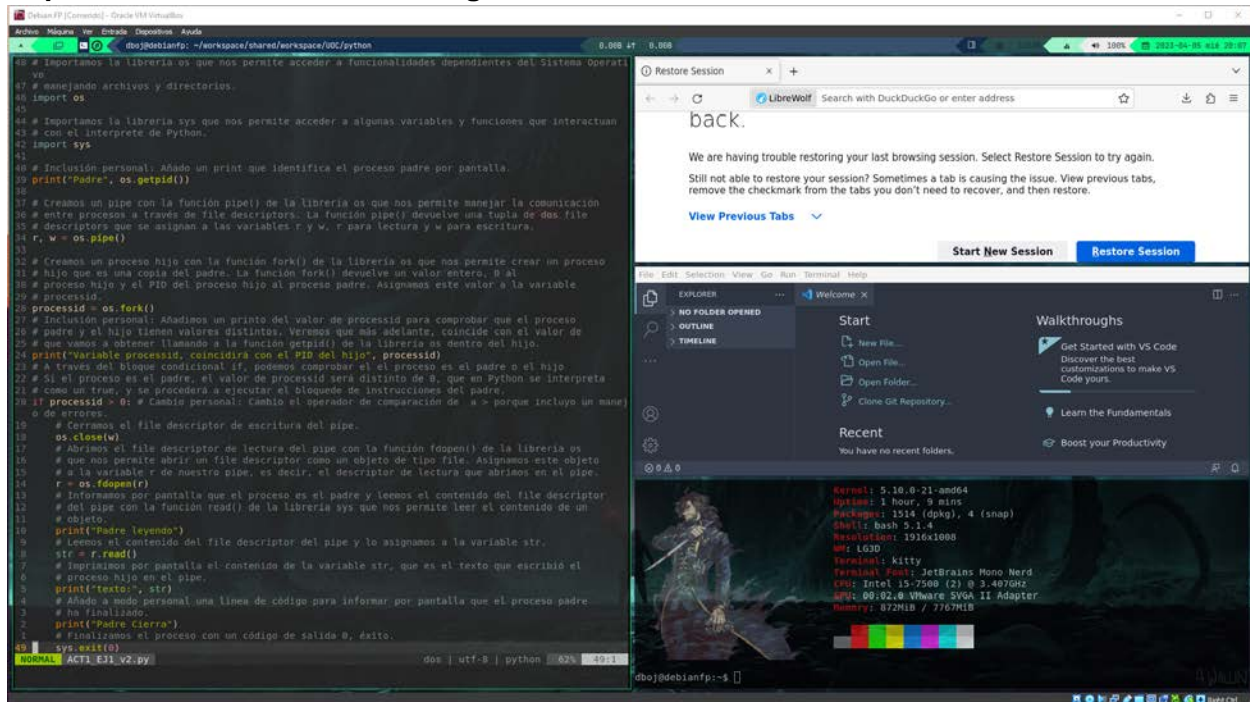 Debian FP [Corriendo] - Oracle VM VirtualBox
Archivo Máquina Ver Entrada Dispositivos Ayuda
dboj@debianfp: ~/workspace/shared/workspace/UOC/python
0.008 ↓↑ 0.008
100%
2023-04-05 mié 20:07
48 # Importamos la librería os que nos permite acceder a funcionalidades dependientes del Sistema Operati
vo
47 # manejando archivos y directorios.
46 import os
45
44 # Importamos la librería sys que nos permite acceder a algunas variables y funciones que interactuan
43 # con el interprete de Python.
42 import sys
41
40 # Inclusión personal: Añado un print que identifica el proceso padre por pantalla.
39 print("Padre", os.getpid())
38
37 # Creamos un pipe con la función pipe() de la librería os que nos permite manejar la comunicación
36 # entre procesos a través de file descriptors. La función pipe() devuelve una tupla de dos file
35 # descriptors que se asignan a las variables r y w, r para lectura y w para escritura.
34 r, w = os.pipe()
33
32 # Creamos un proceso hijo con la función fork() de la librería os que nos permite crear un proceso
31 # hijo que es una copia del padre. La función fork() devuelve un valor entero, 0 al
30 # proceso hijo y el PID del proceso hijo al proceso padre. Asignamos este valor a la variable
29 # processid.
28 processid = os.fork()
27 # Inclusión personal: Añadimos un printo del valor de processid para comprobar que el proceso
26 # padre y el hijo tienen valores distintos. Veremos que más adelante, coincide con el valor de
25 # que vamos a obtener llamando a la función getpid() de la librería os dentro del hijo.
24 print("Variable processid, coincidirá con el PID del hijo", processid)
23 # A través del bloque condicional if, podemos comprobar el el proceso es el padre o el hijo
22 # Si el proceso es el padre, el valor de processid será distinto de 0, que en Python se interpreta
21 # como un true, y se procederá a ejecutar el bloquede de instrucciones del padre.
20 if processid > 0: # Cambio personal: Cambio el operador de comparación de a > porque incluyo un manej
o de errores.
19 # Cerramos el file descriptor de escritura del pipe.
18 os.close(w)
17 # Abrimos el file descriptor de lectura del pipe con la función fdopen() de la librería os
16 # que nos permite abrir un file descriptor como un objeto de tipo file. Asignamos este objeto
15 # a la variable r de nuestro pipe, es decir, el descriptor de lectura que abrimos en el pipe.
14 r = os.fdopen(r)
13 # Informamos por pantalla que el proceso es el padre y leemos el contenido del file descriptor
12 # del pipe con la función read() de la librería sys que nos permite leer el contenido de un
11 # objeto.
10 print("Padre leyendo")
9 # Leemos el contenido del file descriptor del pipe y lo asignamos a la variable str.
8 str = r.read()
7 # Imprimimos por pantalla el contenido de la variable str, que es el texto que escribió el
6 # proceso hijo en el pipe.
5 print("texto:", str)
4 # Añado a modo personal una linea de código para informar por pantalla que el proceso padre
3 # ha finalizado.
2 print("Padre Cierra")
1 # Finalizamos el proceso con un código de salida 0, éxito.
49 sys.exit(0)
NORMAL ACT1_EJ1_v2.py dos | utf-8 | python 62% 49:1
Restore Session
LibreWolf Search with DuckDuckGo or enter address
back.
We are having trouble restoring your last browsing session. Select Restore Session to try again.
Still not able to restore your session? Sometimes a tab is causing the issue. View previous tabs,
remove the checkmark from the tabs you don't need to recover, and then restore.
View Previous Tabs
Start New Session Restore Session
File Edit Selection View Go Run Terminal Help
EXPLORER
Welcome
NO FOLDER OPENED
OUTLINE
TIMELINE
Start
New File...
Open File...
Open Folder...
Clone Git Repository...
Recent
You have no recent folders,
Walkthroughs
Get Started with VS Code
Discover the best
customizations to make VS
Code yours.
Learn the Fundamentals
Boost your Productivity
0 0
Kernel: 5.10.0-21-amd64
Uptime: 1 hour, 9 mins
Packages: 1514 (dpkg), 4 (snap)
Shell: bash 5.1.4
Resolution: 1916x1008
WM: LG3D
Terminal: kitty
Terminal Font: JetBrains Mono Nerd
CPU: Intel i5-7500 (2) @ 3.407GHz
GPU: 00:02.0 VMware SVGA II Adapter
Memory: 872MiB / 7767MiB
dboj@debianfp:~$
Right Ctrl